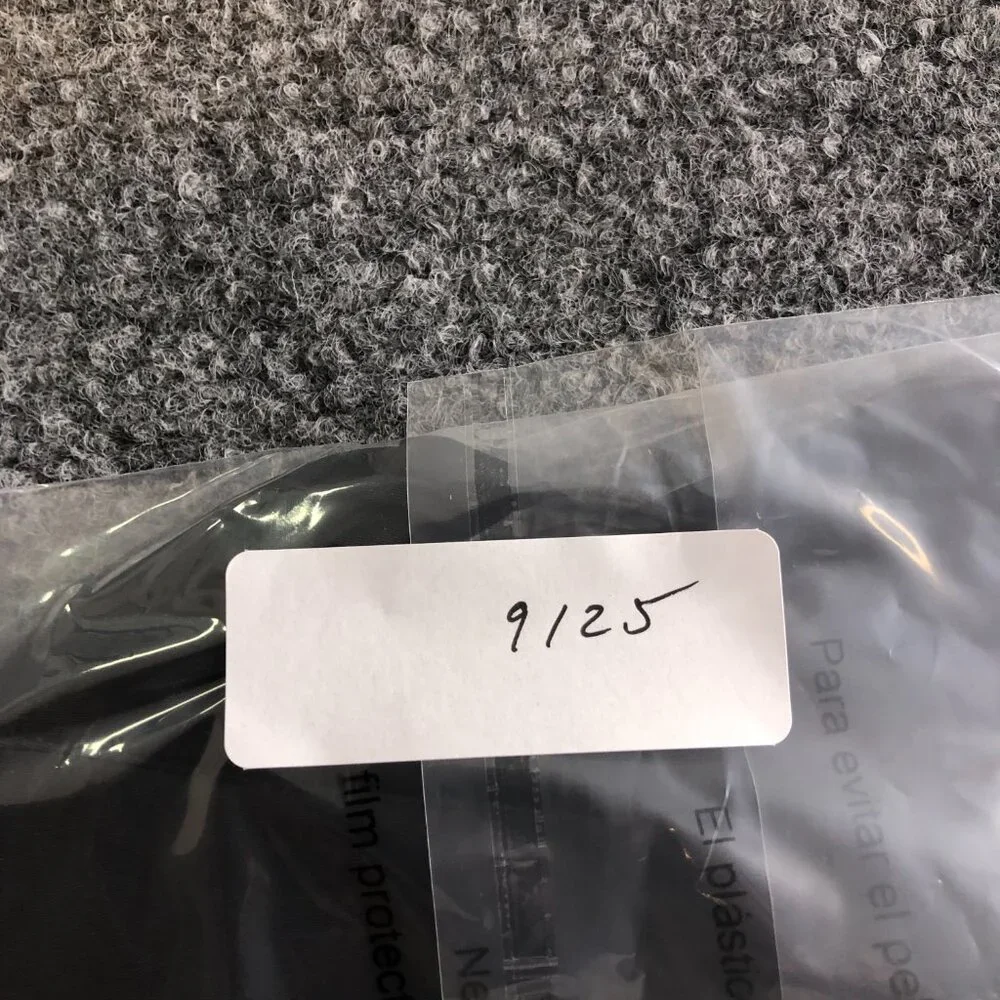 9125
Para evitar el pe
El plástic
Ne
film protec